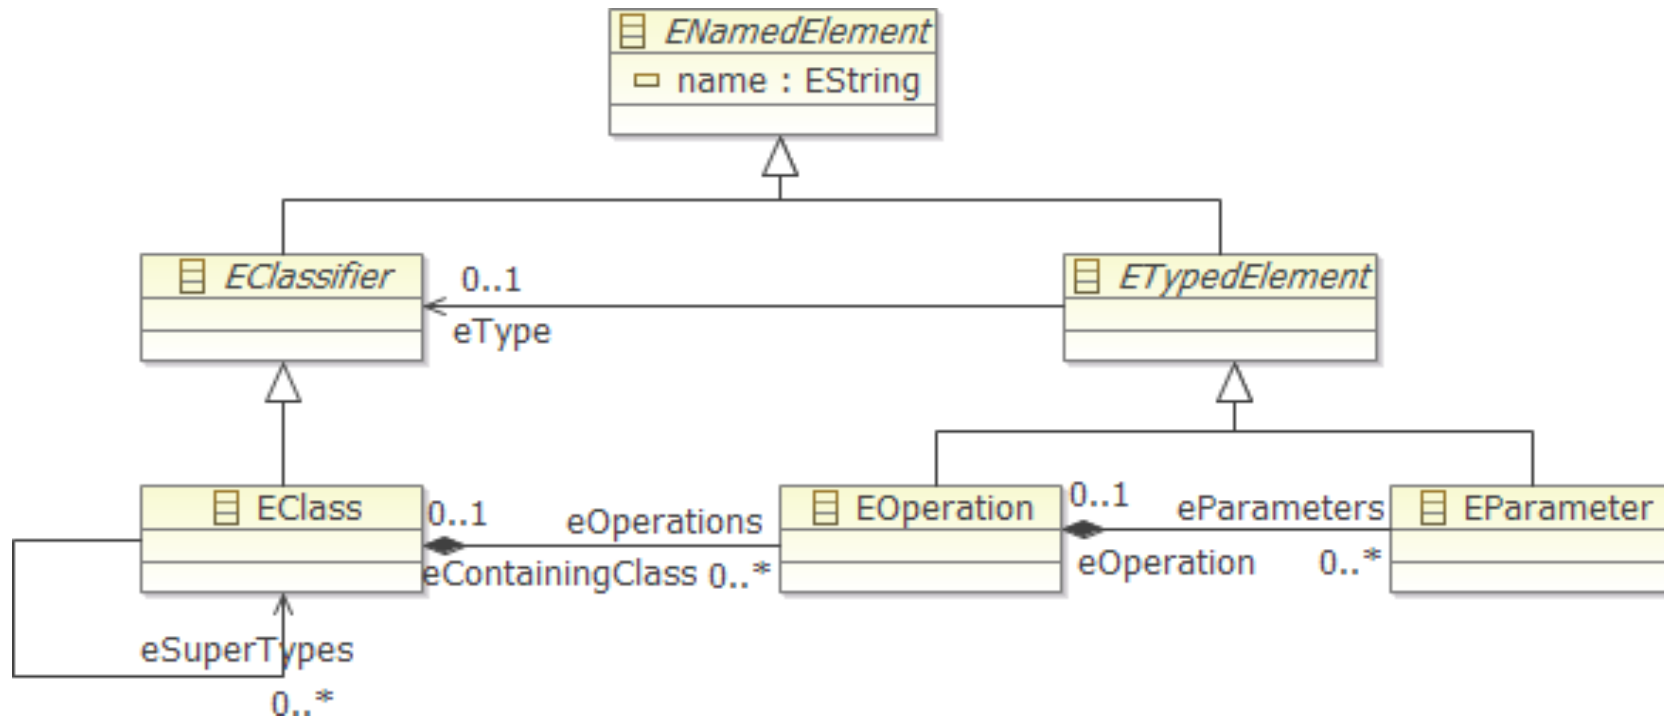 ENamedElement
name : EString
EClassifier
0..1
eType
ETypedElement
EClass
0..1
eOperations
eContainingClass
0..*
EOperation
0..1
eParameters
eOperation
0..*
EParameter
eSuperTypes
0..*